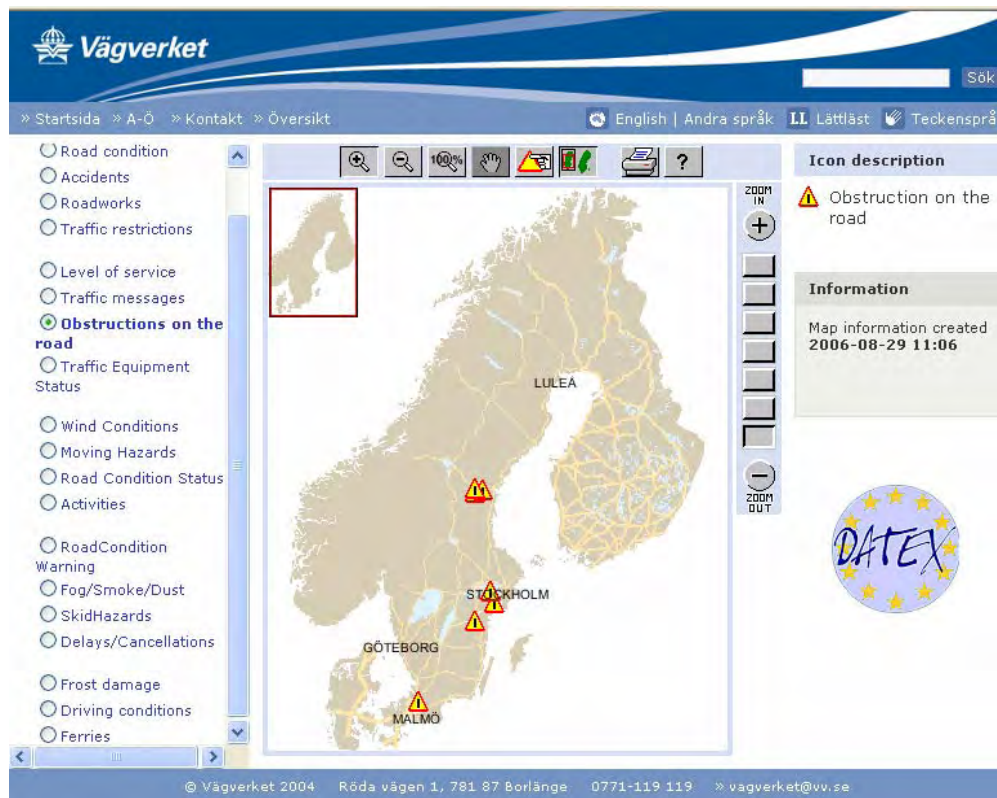 Vägverket
Sök
» Startsida » A-Ö » Kontakt » Översikt
English | Andra språk LL Lättläst Teckensprå
Road condition
Accidents
Roadworks
Traffic restrictions
Level of service
Traffic messages
Obstructions on the
road
Traffic Equipment
Status
Wind Conditions
Moving Hazards
Road Condition Status
Activities
RoadCondition
Warning
Fog/Smoke/Dust
SkidHazards
Delays/Cancellations
Frost damage
Driving conditions
Ferries
100%
?
ZOOM
IN
ZOOM
OUT
LULEÅ
STOCKHOLM
GÖTEBORG
MALMÖ
Icon description
Obstruction on the
road
Information
Map information created
2006-08-29 11:06
DATEX
© Vägverket 2004 Röda vägen 1, 781 87 Borlänge 0771-119 119 » vagverket@vv.se